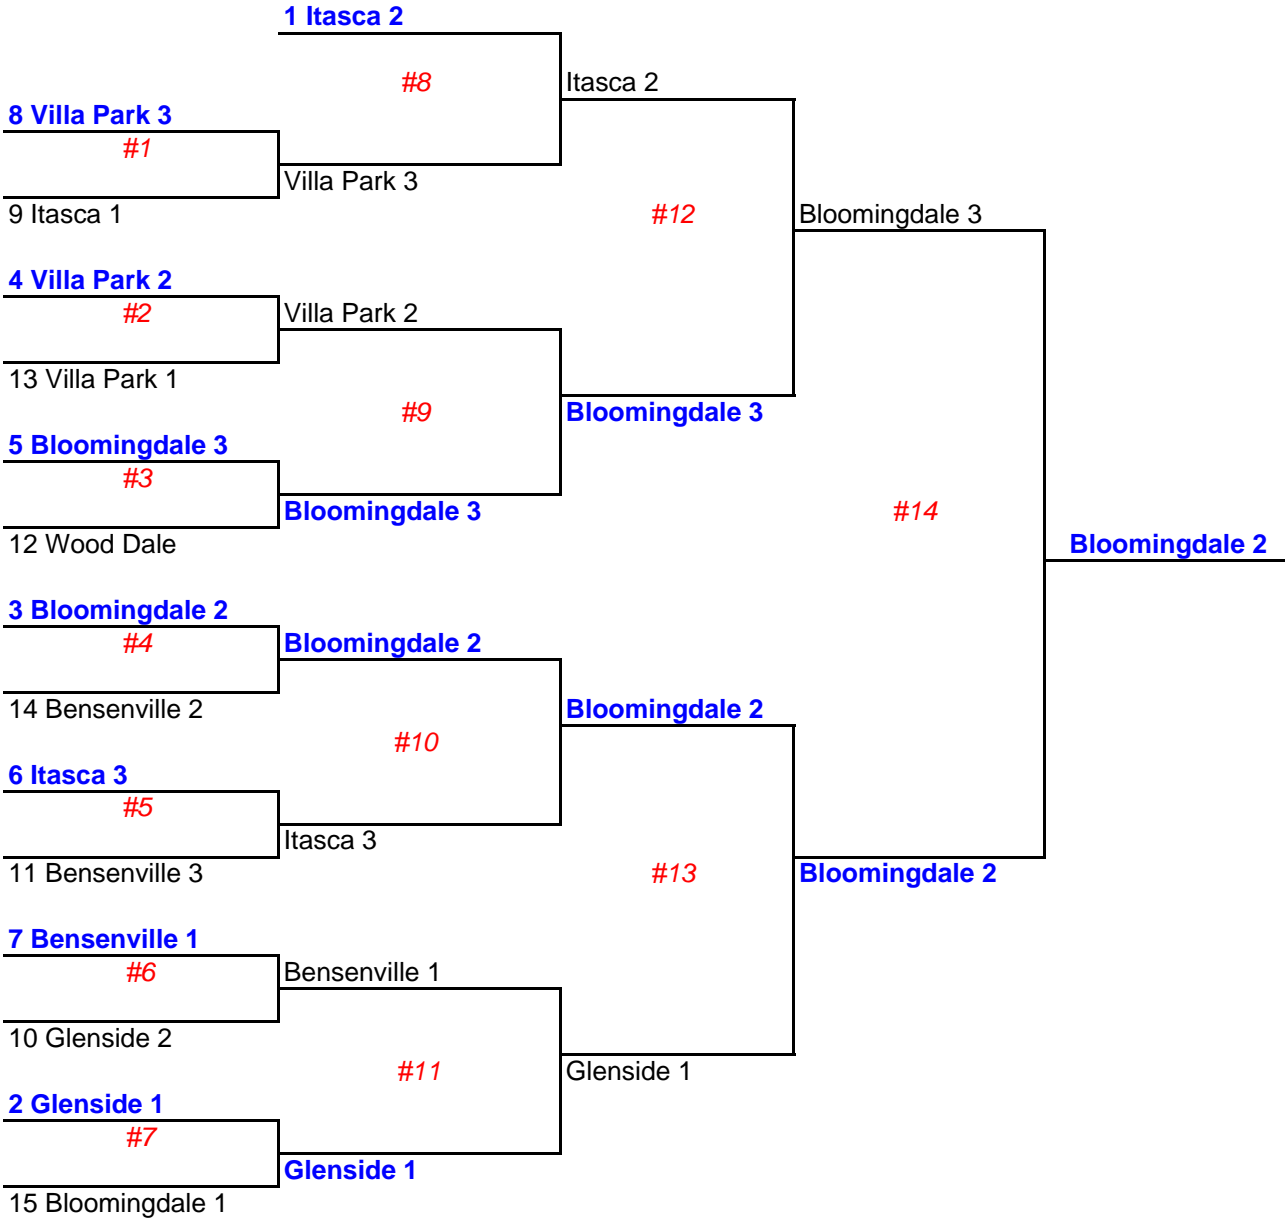 1 Itasca 2
#8
Itasca 2
8 Villa Park 3
#1
Villa Park 3
9 Itasca 1
#12
Bloomingdale 3
4 Villa Park 2
#2
Villa Park 2
13 Villa Park 1
#9
Bloomingdale 3
5 Bloomingdale 3
#3
Bloomingdale 3
#14
12 Wood Dale
Bloomingdale 2
3 Bloomingdale 2
#4
Bloomingdale 2
14 Bensenville 2
Bloomingdale 2
#10
6 Itasca 3
#5
Itasca 3
11 Bensenville 3
#13
Bloomingdale 2
7 Bensenville 1
#6
Bensenville 1
10 Glenside 2
#11
Glenside 1
2 Glenside 1
#7
Glenside 1
15 Bloomingdale 1